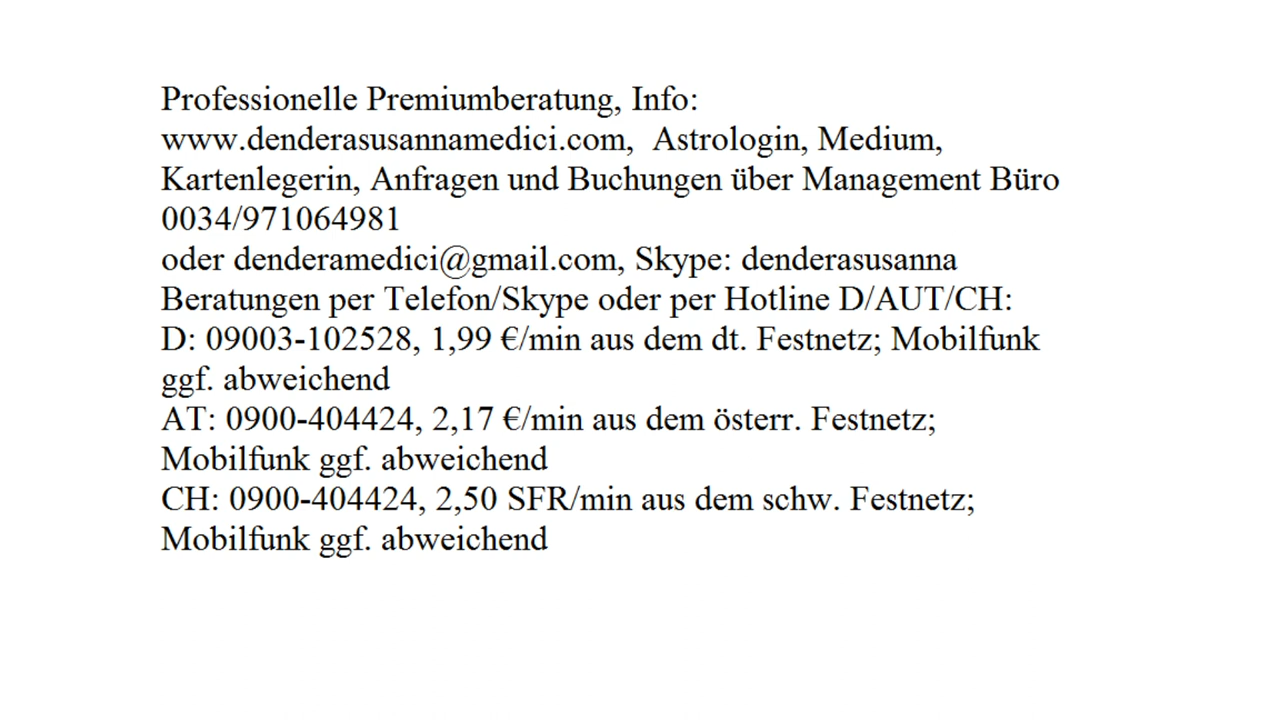 Professionelle Premiumberatung, Info:
www.denderasusannamedici.com,  Astrologin, Medium,
Kartenlegerin, Anfragen und Buchungen über Management Büro
0034/971064981
oder denderamedici@gmail.com, Skype: denderasusanna
Beratungen per Telefon/Skype oder per Hotline D/AUT/CH:
D: 09003-102528, 1,99 €/min aus dem dt. Festnetz; Mobilfunk
ggf. abweichend
AT: 0900-404424, 2,17 €/min aus dem österr. Festnetz;
Mobilfunk ggf. abweichend
CH: 0900-404424, 2,50 SFR/min aus dem schw. Festnetz;
Mobilfunk ggf. abweichend